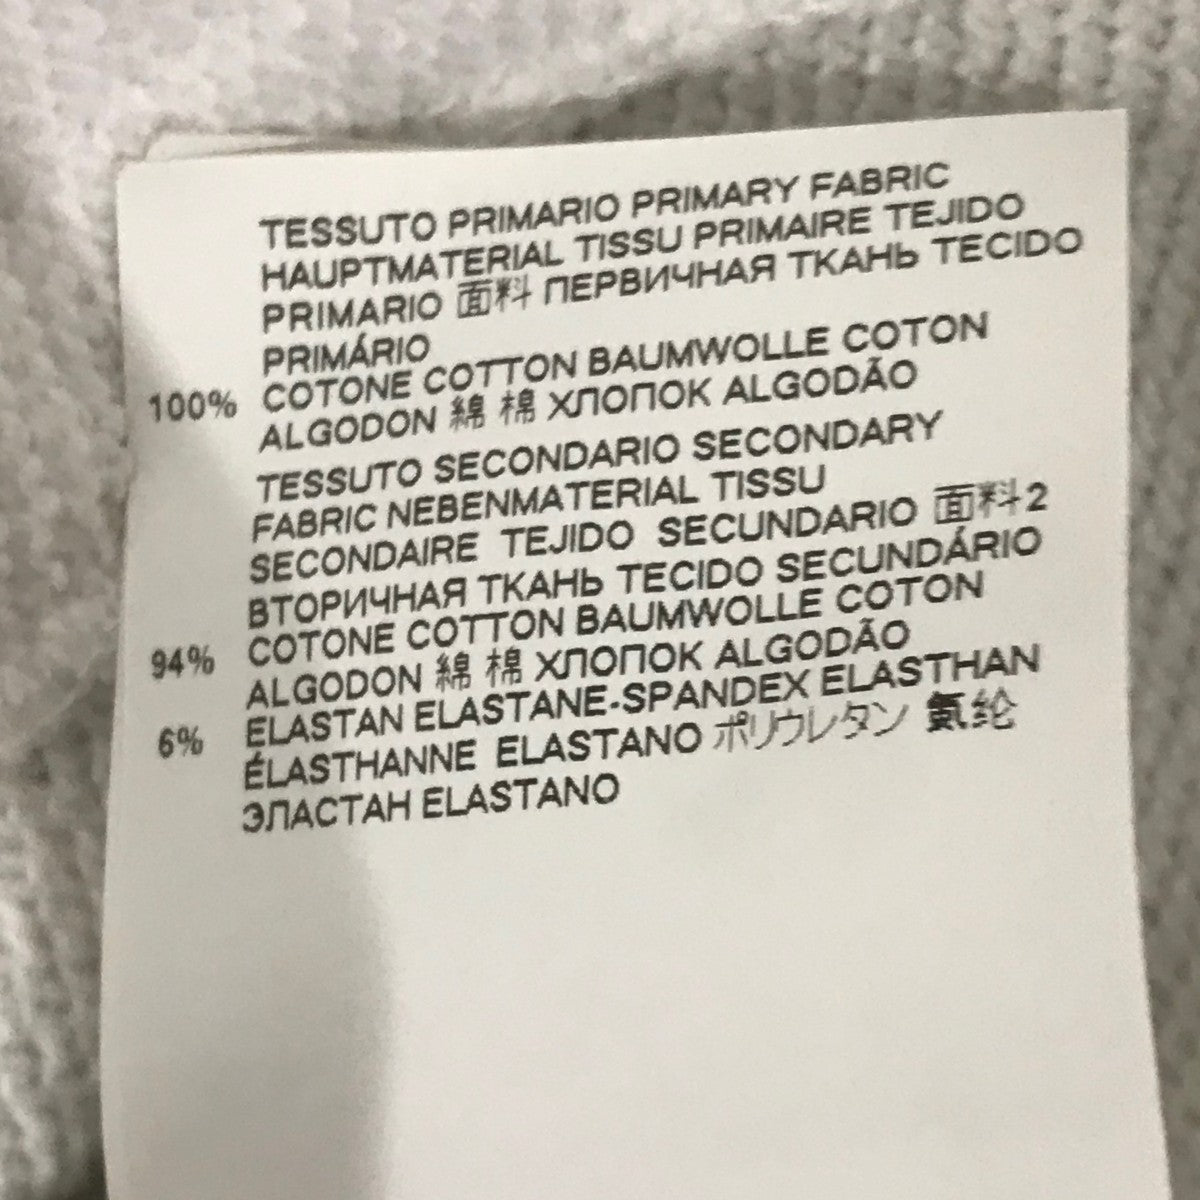 TESSUTO PRIMARIO PRIMARY FABRIC
HAUPTMATERIAL TISSU PRIMAIRE TEJIDO
PRIMARIO 面料 ПЕРВИЧНАЯ ТКАНЬ TECIDO
PRIMÁRIO
100% COTONE COTTON BAUMWOLLE COTON
ALGODON 綿 棉 ХЛОПОК ALGODÃO
TESSUTO SECONDARIO SECONDARY
FABRIC NEBENMATERIAL TISSU
SECONDAIRE TEJIDO SECUNDARIO 面料2
ВТОРИЧНАЯ ТКАНЬ TECIDO SECUNDÁRIO
94% COTONE COTTON BAUMWOLLE COTON
ALGODON 綿 棉 ХЛОПОК ALGODÃO
6% ELASTAN ELASTANE-SPANDEX ELASTHAN
ÉLASTHANNE ELASTANO ポリウレタン 氨纶
ЭЛАСТАН ELASTANO